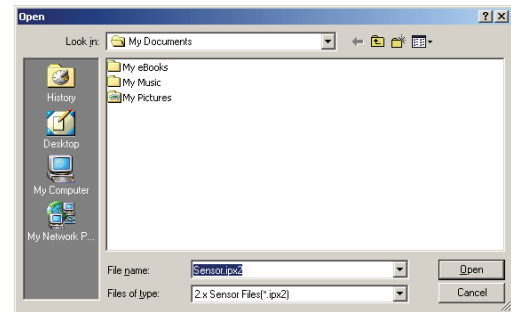 Open
Look in: My Documents
My eBooks
My Music
My Pictures
History
Desktop
My Computer
My Network P...
File name: Sensor.ipx2 Open
Files of type: 2.x Sensor Files(*.ipx2) Cancel